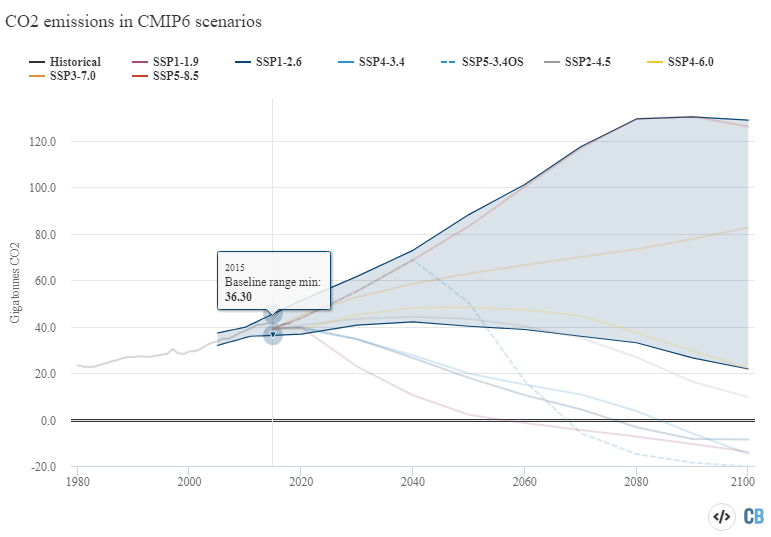 CO2 emissions in CMIP6 scenarios
Historical SSP1-1.9 SSP1-2.6 SSP4-3.4 SSP5-3.4OS SSP2-4.5 SSP4-6.0
SSP3-7.0 SSP5-8.5
Gigatonnes CO2
120.0
100.0
80.0
60.0
40.0
20.0
0.0
-20.0
2015
Baseline range min:
36.30
1980 2000 2020 2040 2060 2080 2100
</> CB